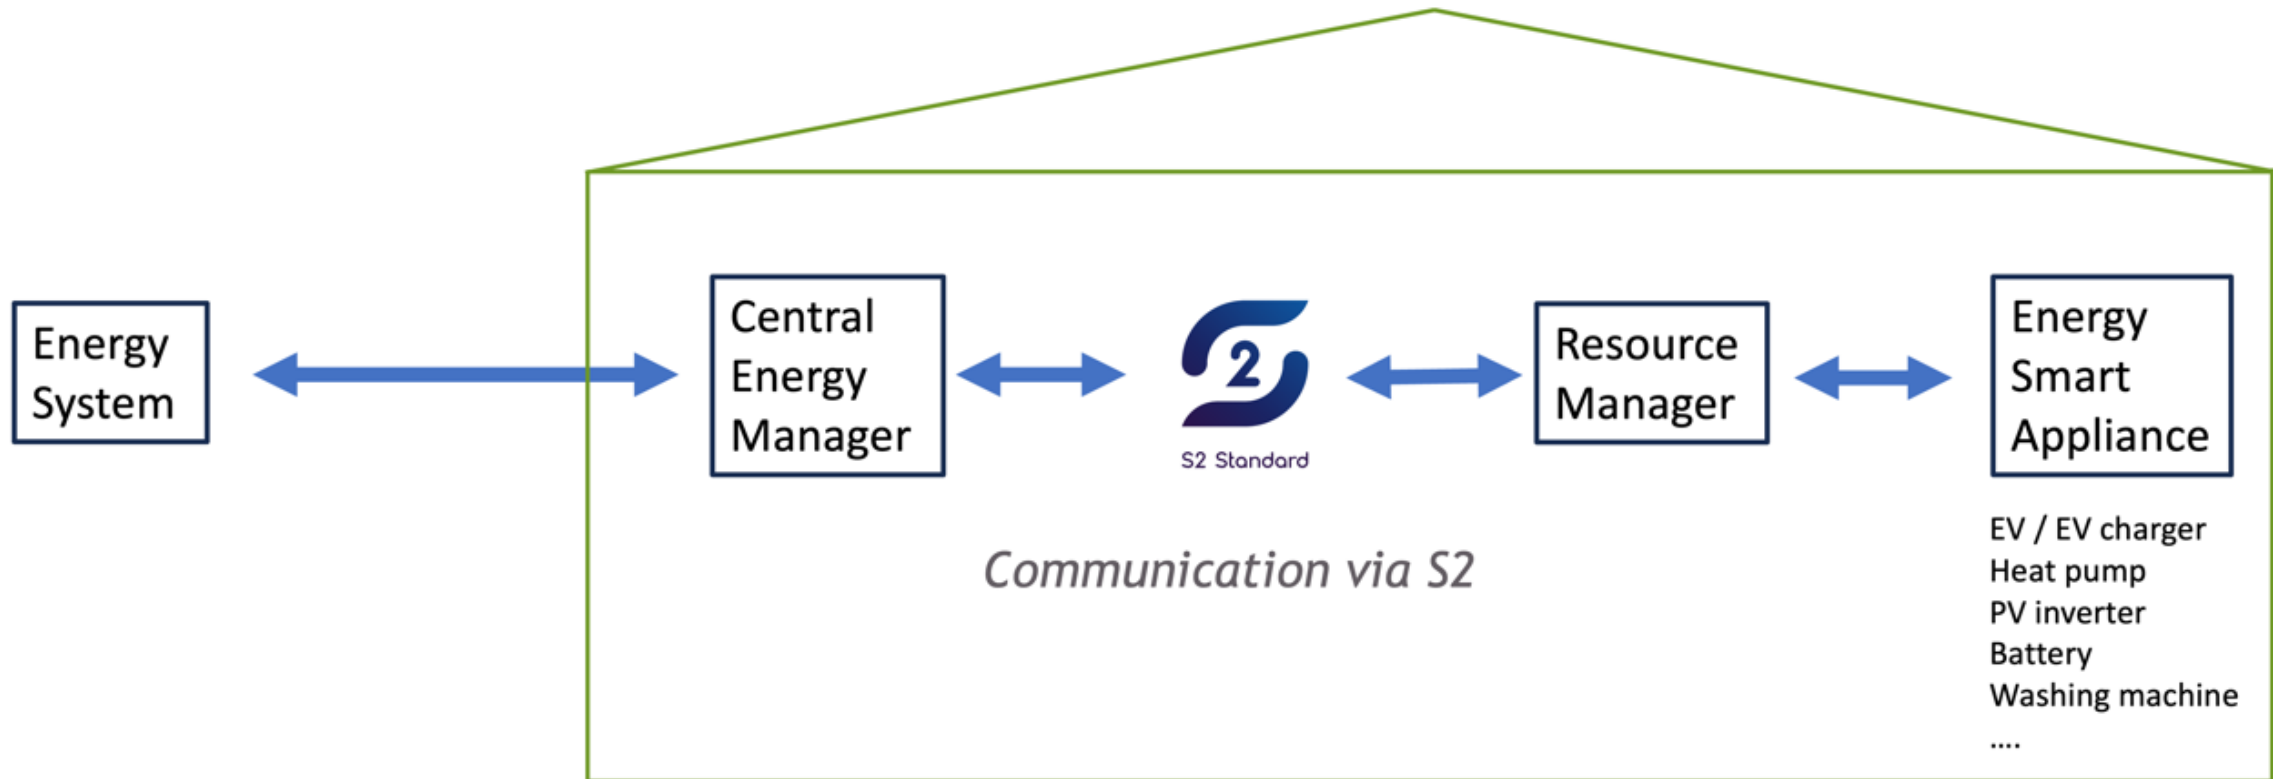 Energy
System
Central
Energy
Manager
2
S2 Standard
Resource
Manager
Energy
Smart
Appliance
EV / EV charger
Heat pump
PV inverter
Battery
Washing machine
....
Communication via S2